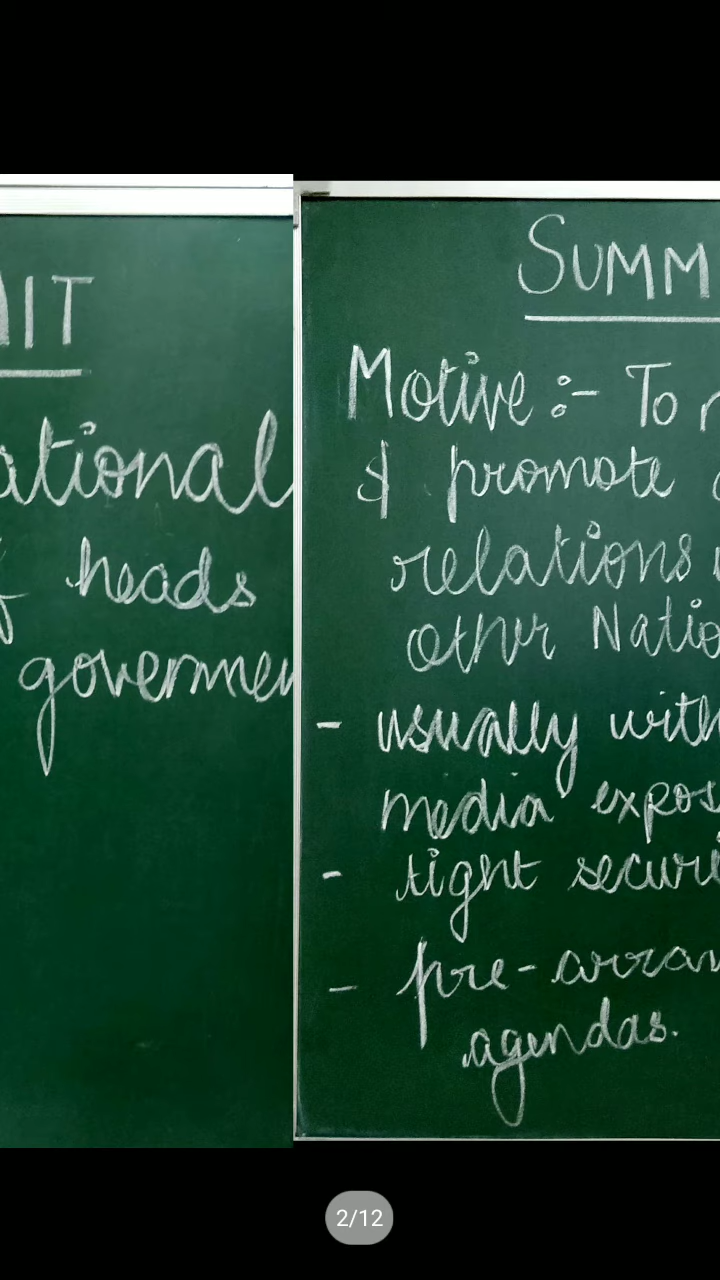 IT
ational
heads
govermen
SUMM
Motive :- To
& promote
relations
other Natio
- usually with
media expos
- tight securi
- pre-arran
agendas.
2/12